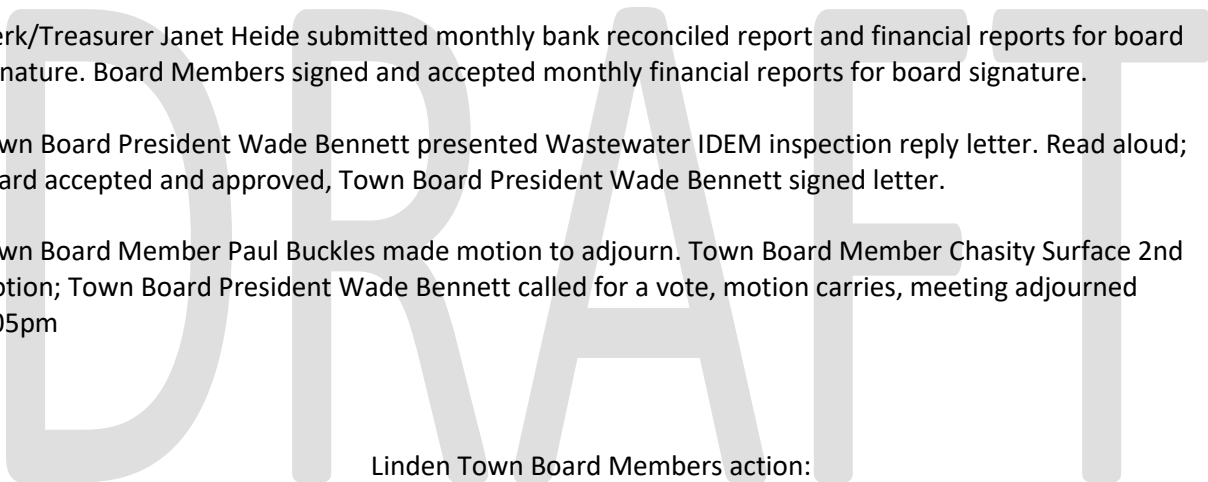 erk/Treasurer Janet Heide submitted monthly bank reconciled report and financial reports for board
nature. Board Members signed and accepted monthly financial reports for board signature.
wn Board President Wade Bennett presented Wastewater IDEM inspection reply letter. Read aloud;
ard accepted and approved, Town Board President Wade Bennett signed letter.
wn Board Member Paul Buckles made motion to adjourn. Town Board Member Chasity Surface 2nd
otion; Town Board President Wade Bennett called for a vote, motion carries, meeting adjourned
05pm
Linden Town Board Members action:
DRAFT